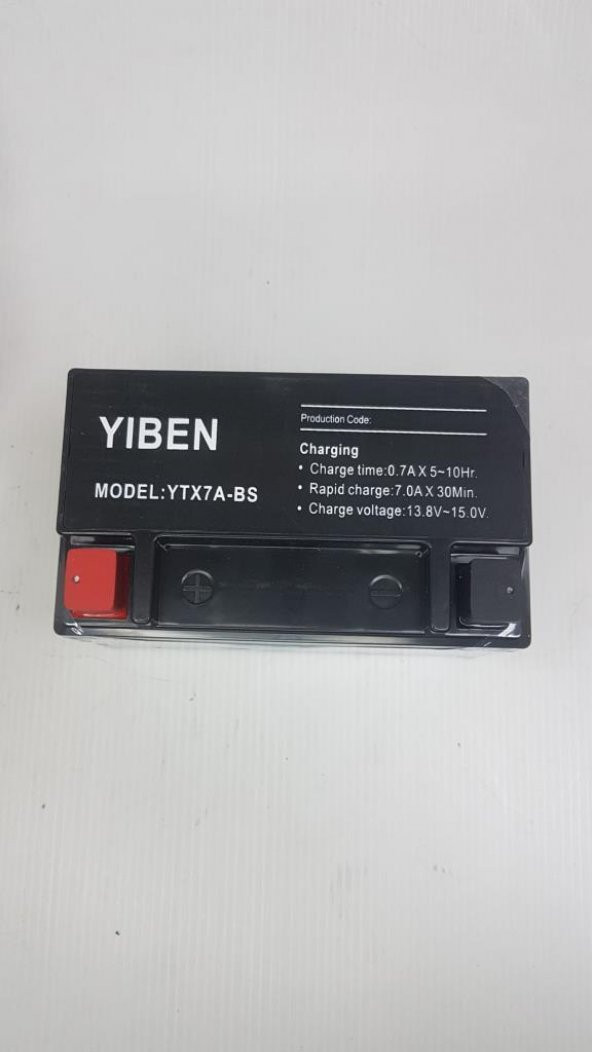 YIBEN
MODEL:YTX7A-BS
Production Code:
Charging
• Charge time:0.7A X 5~10Hr.
• Rapid charge:7.0A X 30Min.
• Charge voltage:13.8V~15.0V.
+ −